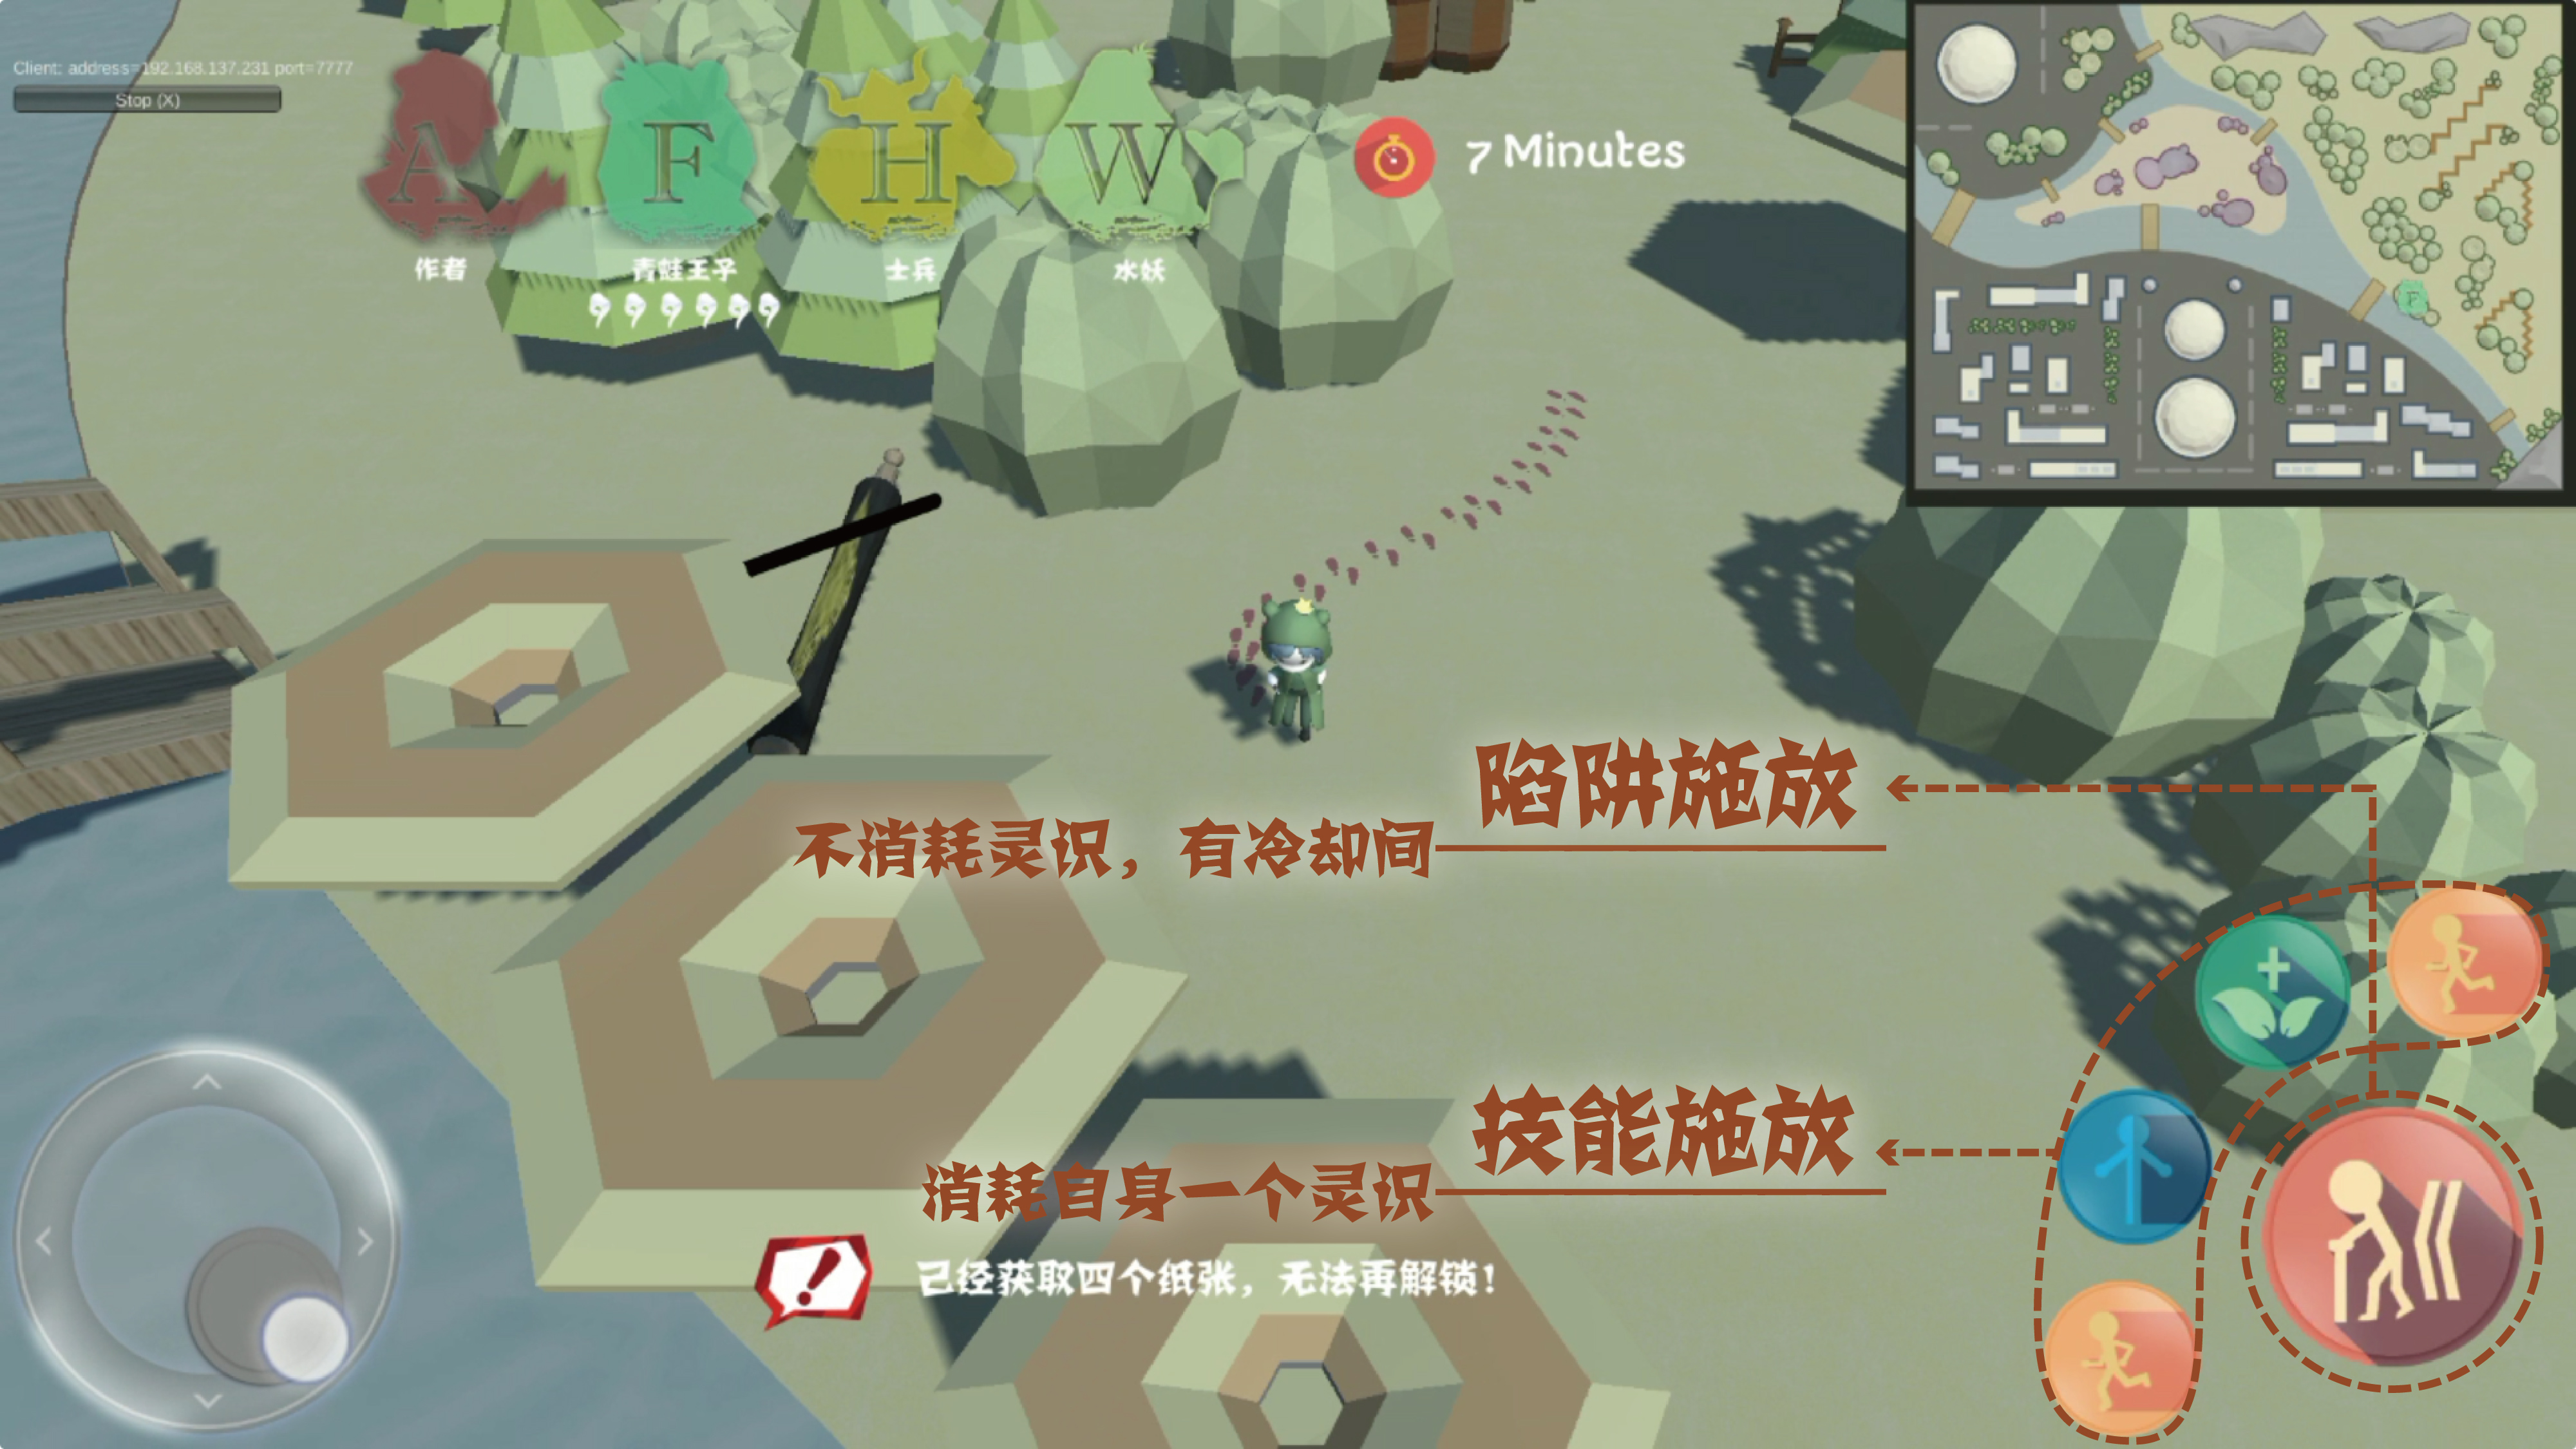 Client: address=192.168.137.231 port=7777
Stop (X)
A
F
H
W
7 Minutes
作者
青蛙王子
士兵
水妖
F
陷阱施放
不消耗灵识，有冷却间
技能施放
消耗自身一个灵识
已经获取四个纸张，无法再解锁！